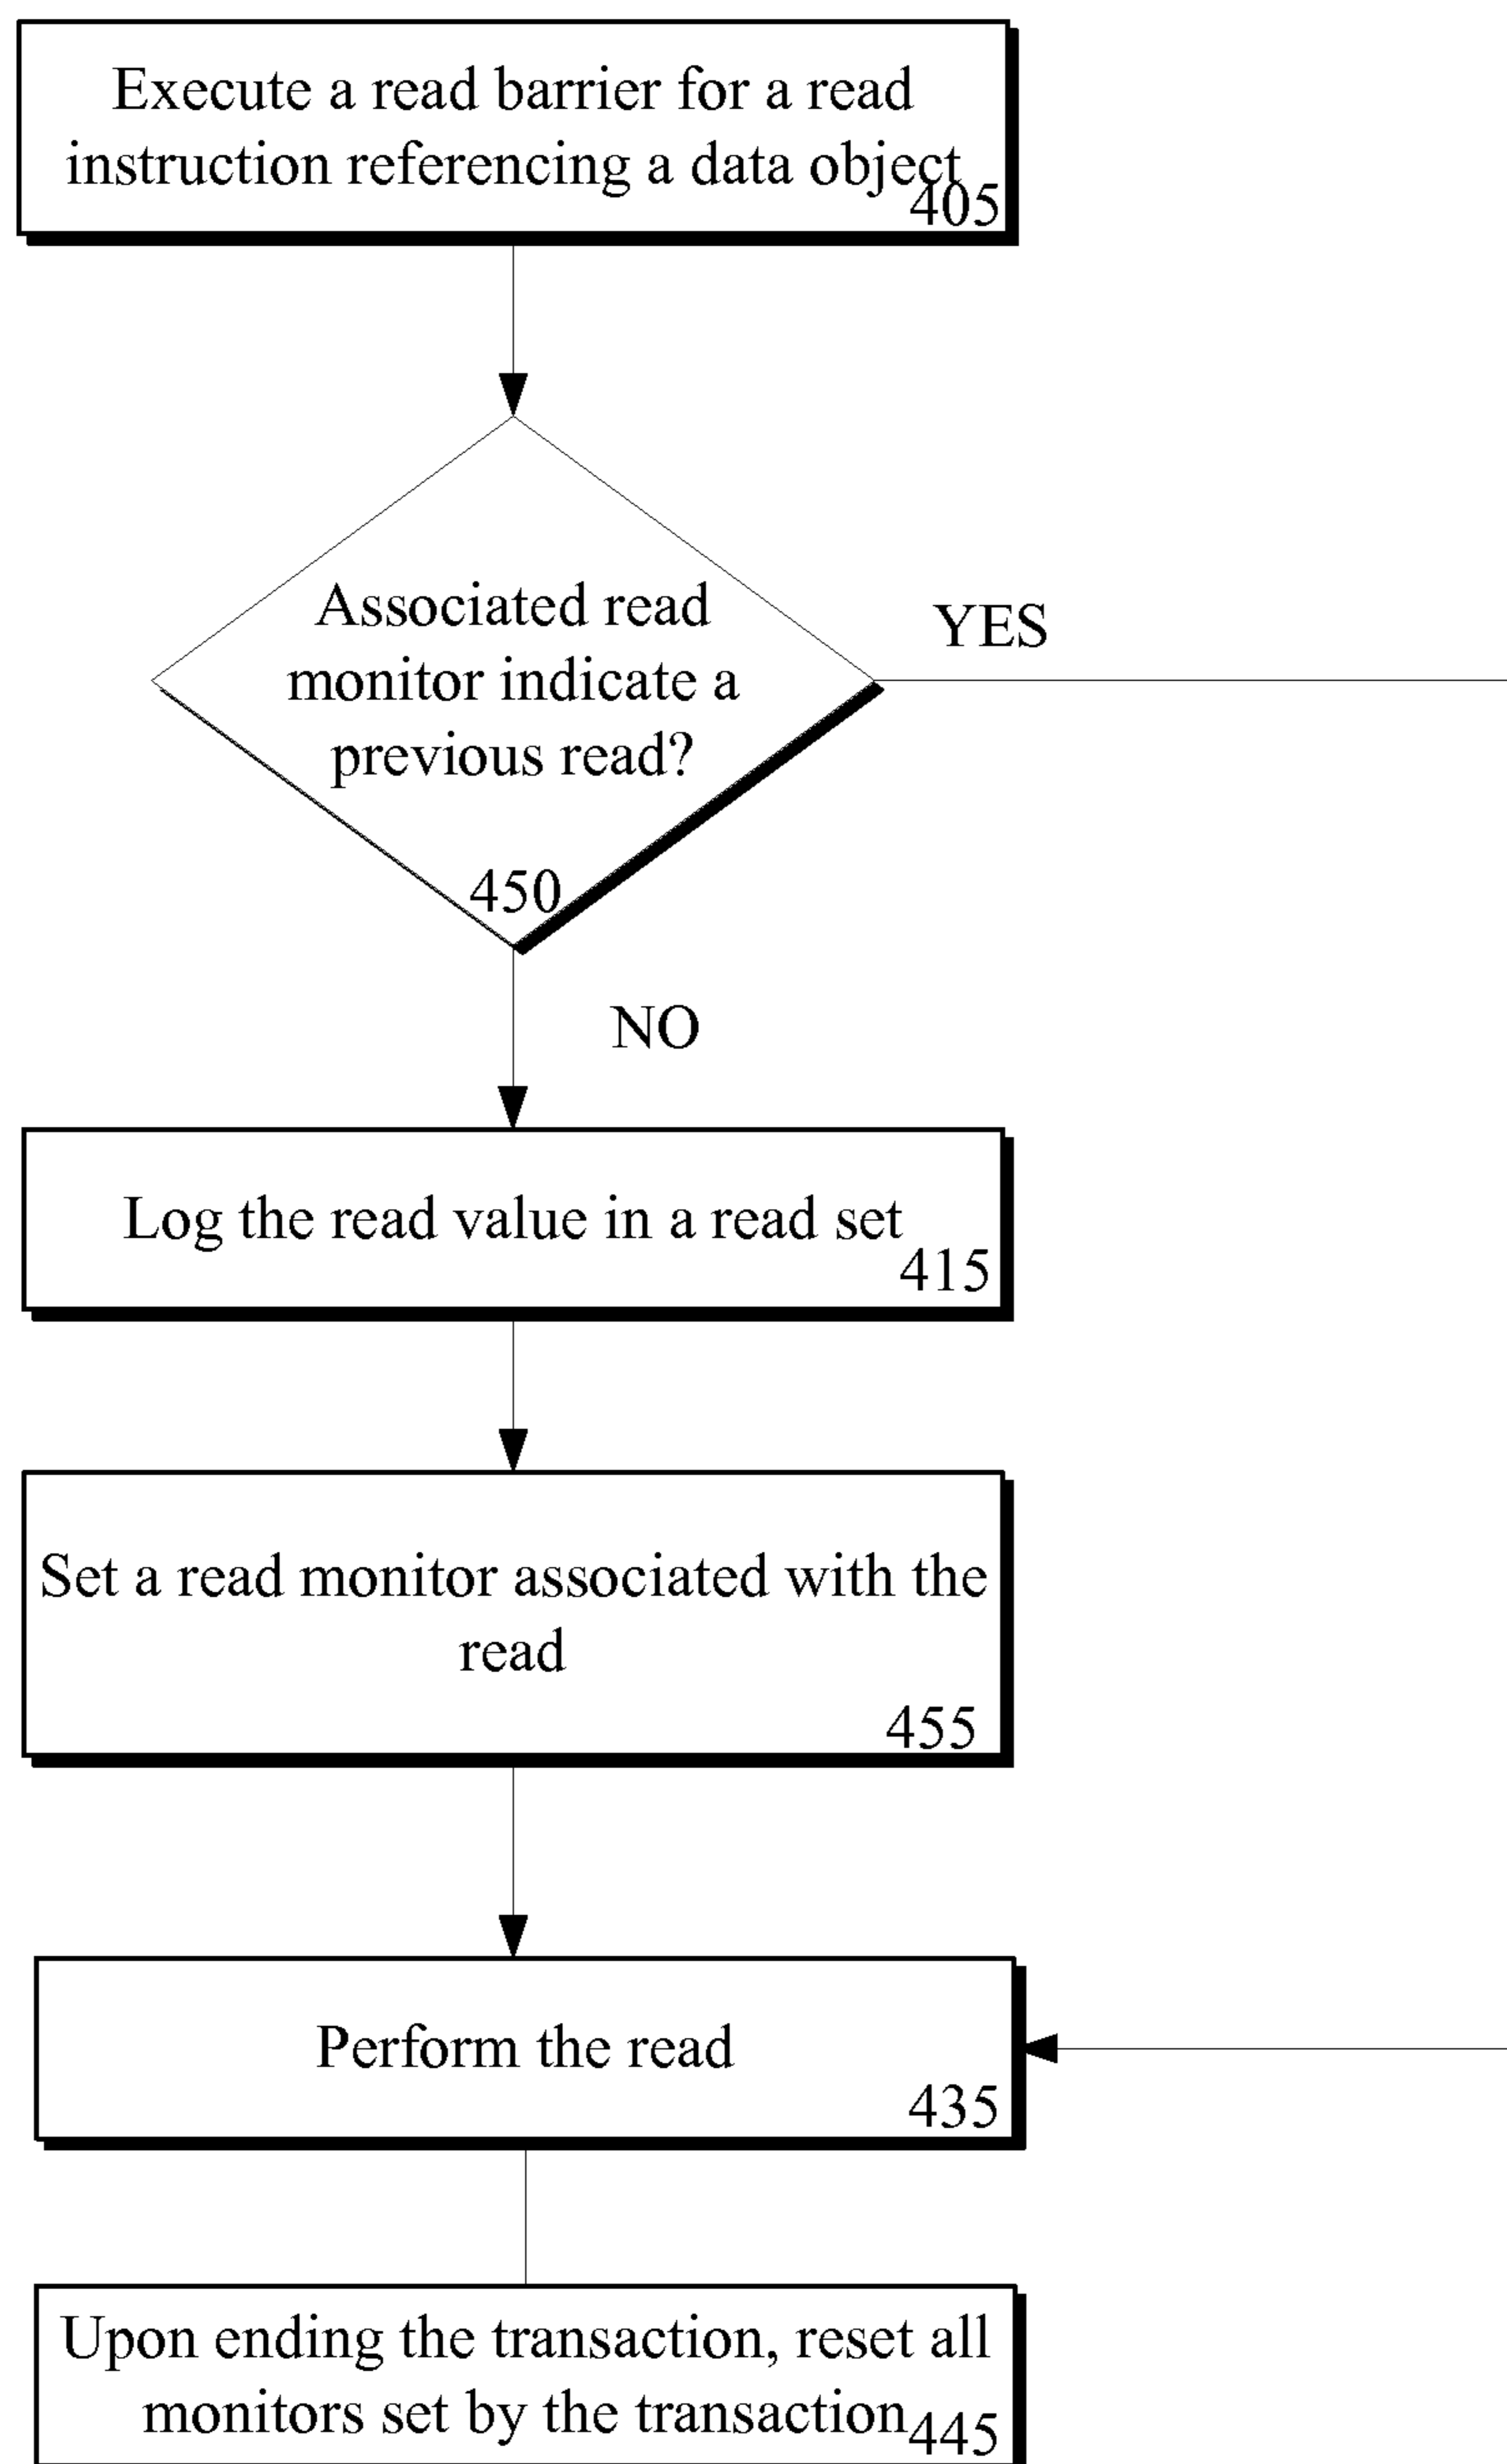 Execute a read barrier for a read
instruction referencing a data object
405
Associated read
monitor indicate a
previous read?
450
YES
NO
Log the read value in a read set
415
Set a read monitor associated with the
read
455
Perform the read
435
Upon ending the transaction, reset all
monitors set by the transaction
445